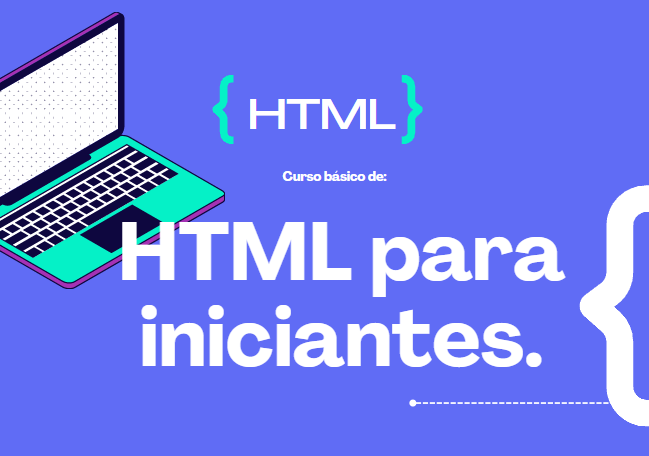 { HTML }
Curso básico de:
HTML para
iniciantes.
{